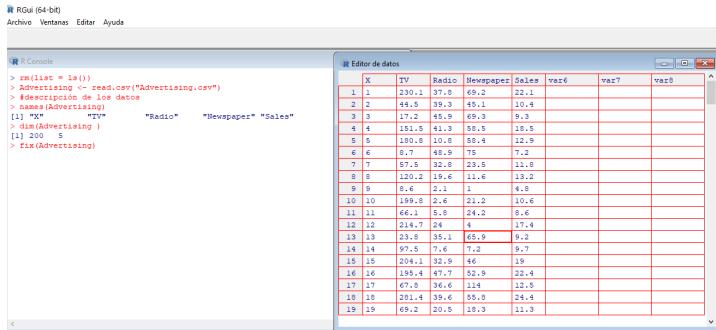 RGui (64-bit)
Archivo Ventanas Editar Ayuda
R Console
> rm(list = ls())
> Advertising <- read.csv("Advertising.csv")
> #descripción de los datos
> names(Advertising)
[1] "X" "TV" "Radio" "Newspaper" "Sales"
> dim(Advertising )
[1] 200 5
> fix(Advertising)
Editor de datos
X TV Radio Newspaper Sales var6 var7 var8
1 1 230.1 37.8 69.2 22.1
2 2 44.5 39.3 45.1 10.4
3 3 17.2 45.9 69.3 9.3
4 4 151.5 41.3 58.5 18.5
5 5 180.8 10.8 58.4 12.9
6 6 8.7 48.9 75 7.2
7 7 57.5 32.8 23.5 11.8
8 8 120.2 19.6 11.6 13.2
9 9 8.6 2.1 1 4.8
10 10 199.8 2.6 21.2 10.6
11 11 66.1 5.8 24.2 8.6
12 12 214.7 24 4 17.4
13 13 23.8 35.1 65.9 9.2
14 14 97.5 7.6 7.2 9.7
15 15 204.1 32.9 46 19
16 16 195.4 47.7 52.9 22.4
17 17 67.8 36.6 114 12.5
18 18 281.4 39.6 55.8 24.4
19 19 69.2 20.5 18.3 11.3